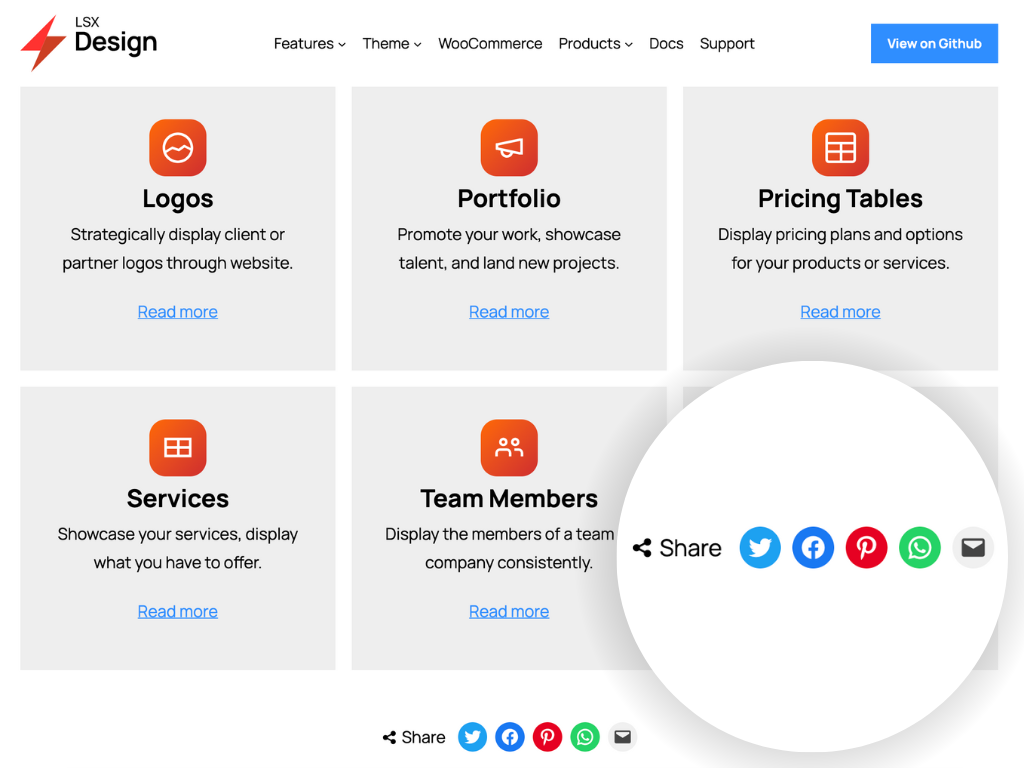 LSX
Design
Features
Theme
WooCommerce
Products
Docs
Support
View on Github
Logos
Strategically display client or
partner logos through website.
Read more
Portfolio
Promote your work, showcase
talent, and land new projects.
Read more
Pricing Tables
Display pricing plans and options
for your products or services.
Read more
Services
Showcase your services, display
what you have to offer.
Read more
Team Members
Display the members of a team
company consistently.
Read more
Share
Share